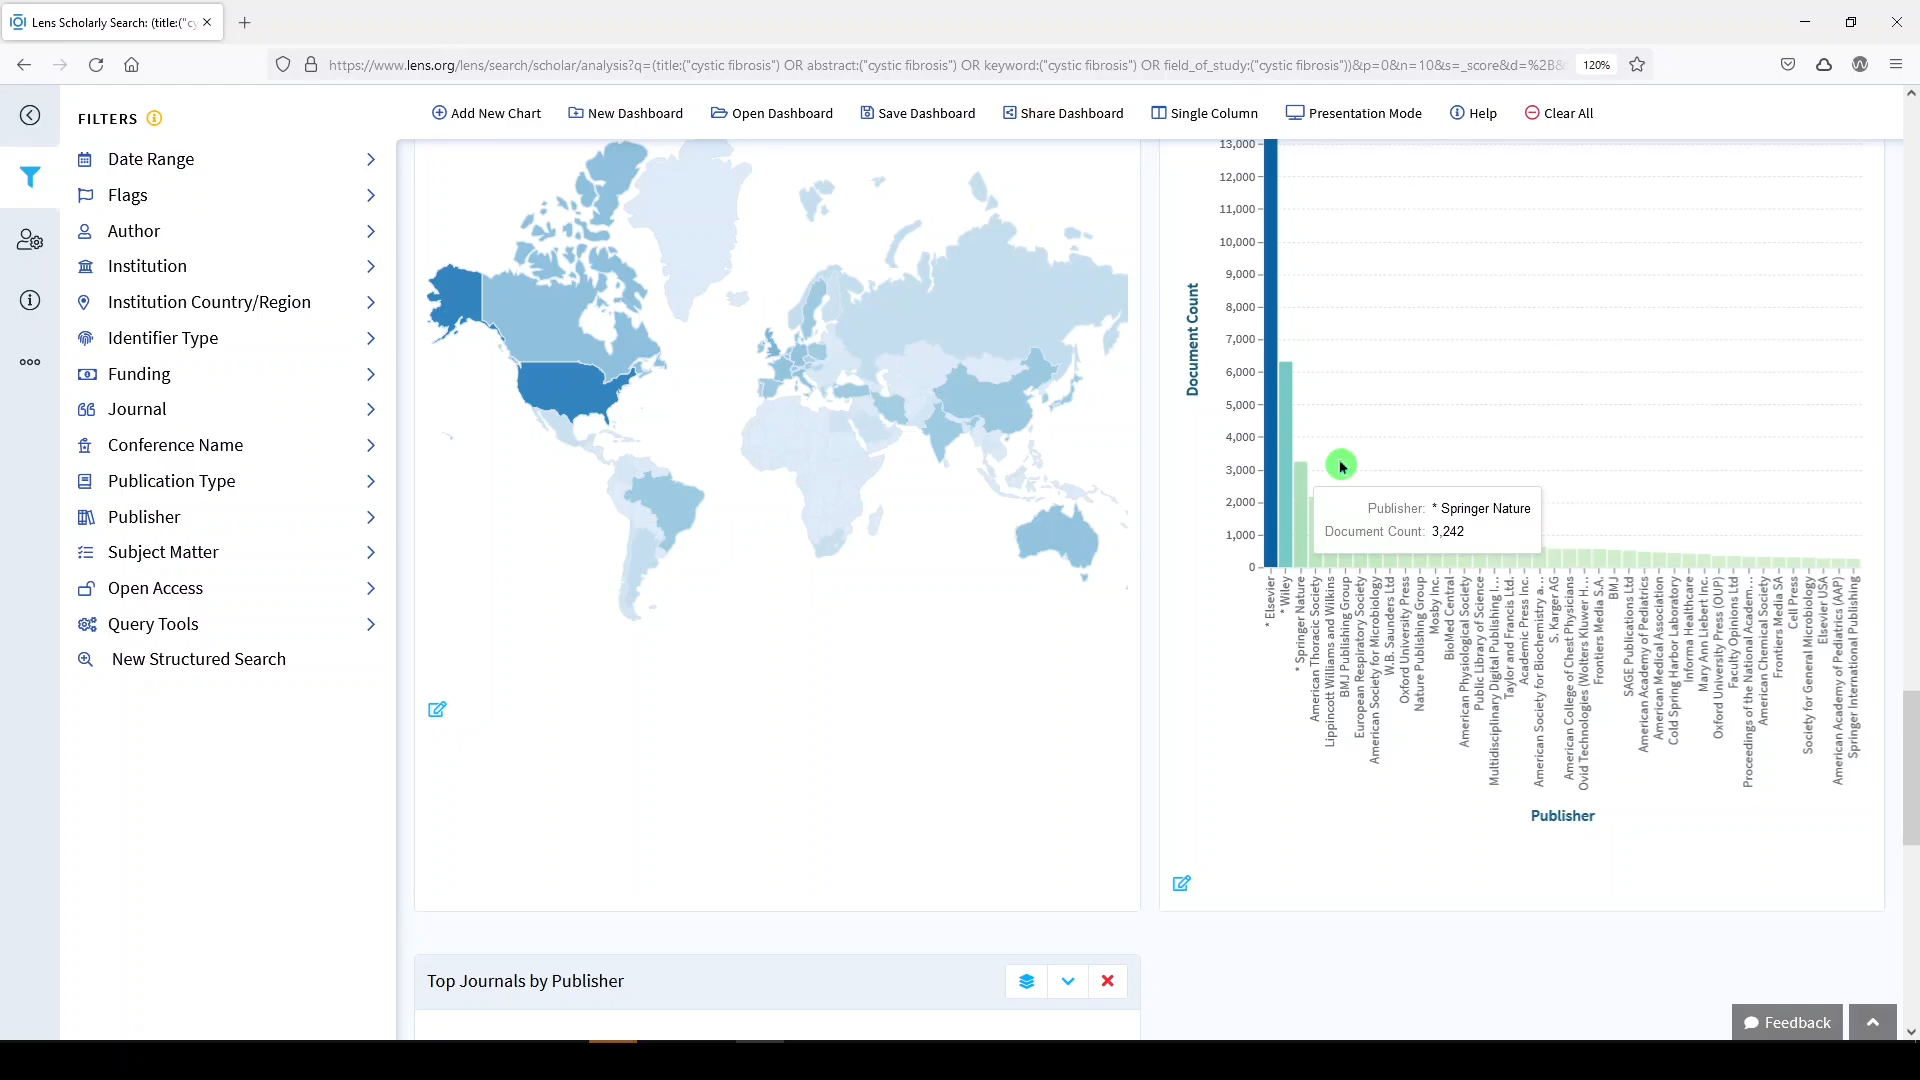 Lens Scholarly Search: (title:("cy
https://www.lens.org/lens/search/scholar/analysis?q=(title:("cystic fibrosis") OR abstract:("cystic fibrosis") OR keyword:("cystic fibrosis") OR field_of_study:("cystic fibrosis"))&p=0&n=10&s=_score&d=%2B&
120%
FILTERS
Add New Chart
New Dashboard
Open Dashboard
Save Dashboard
Share Dashboard
Single Column
Presentation Mode
Help
Clear All
Date Range
Flags
Author
Institution
Institution Country/Region
Identifier Type
Funding
Journal
Conference Name
Publication Type
Publisher
Subject Matter
Open Access
Query Tools
New Structured Search
13,000
12,000
11,000
10,000
9,000
8,000
7,000
6,000
5,000
4,000
3,000
2,000
1,000
0
Document Count
Publisher: * Springer Nature
Document Count: 3,242
* Elsevier
* Wiley
* Springer Nature
American Thoracic Society
Lippincott Williams and Wilkins
BMJ Publishing Group
European Respiratory Society
American Society for Microbiology
W.B. Saunders Ltd
Oxford University Press
Nature Publishing Group
Mosby Inc.
BioMed Central
American Physiological Society
Public Library of Science
Multidisciplinary Digital Publishing I...
Taylor and Francis Ltd.
Academic Press Inc.
American Society for Biochemistry a...
S. Karger AG
American College of Chest Physicians
Ovid Technologies (Wolters Kluwer H...
Frontiers Media S.A.
BMJ
SAGE Publications Ltd
American Academy of Pediatrics
American Medical Association
Cold Spring Harbor Laboratory
Informa Healthcare
Mary Ann Liebert Inc.
Oxford University Press (OUP)
Faculty Opinions Ltd
Proceedings of the National Academ...
American Chemical Society
Frontiers Media SA
Cell Press
Society for General Microbiology
Elsevier USA
American Academy of Pediatrics (AAP)
Springer International Publishing
Publisher
Top Journals by Publisher
Feedback